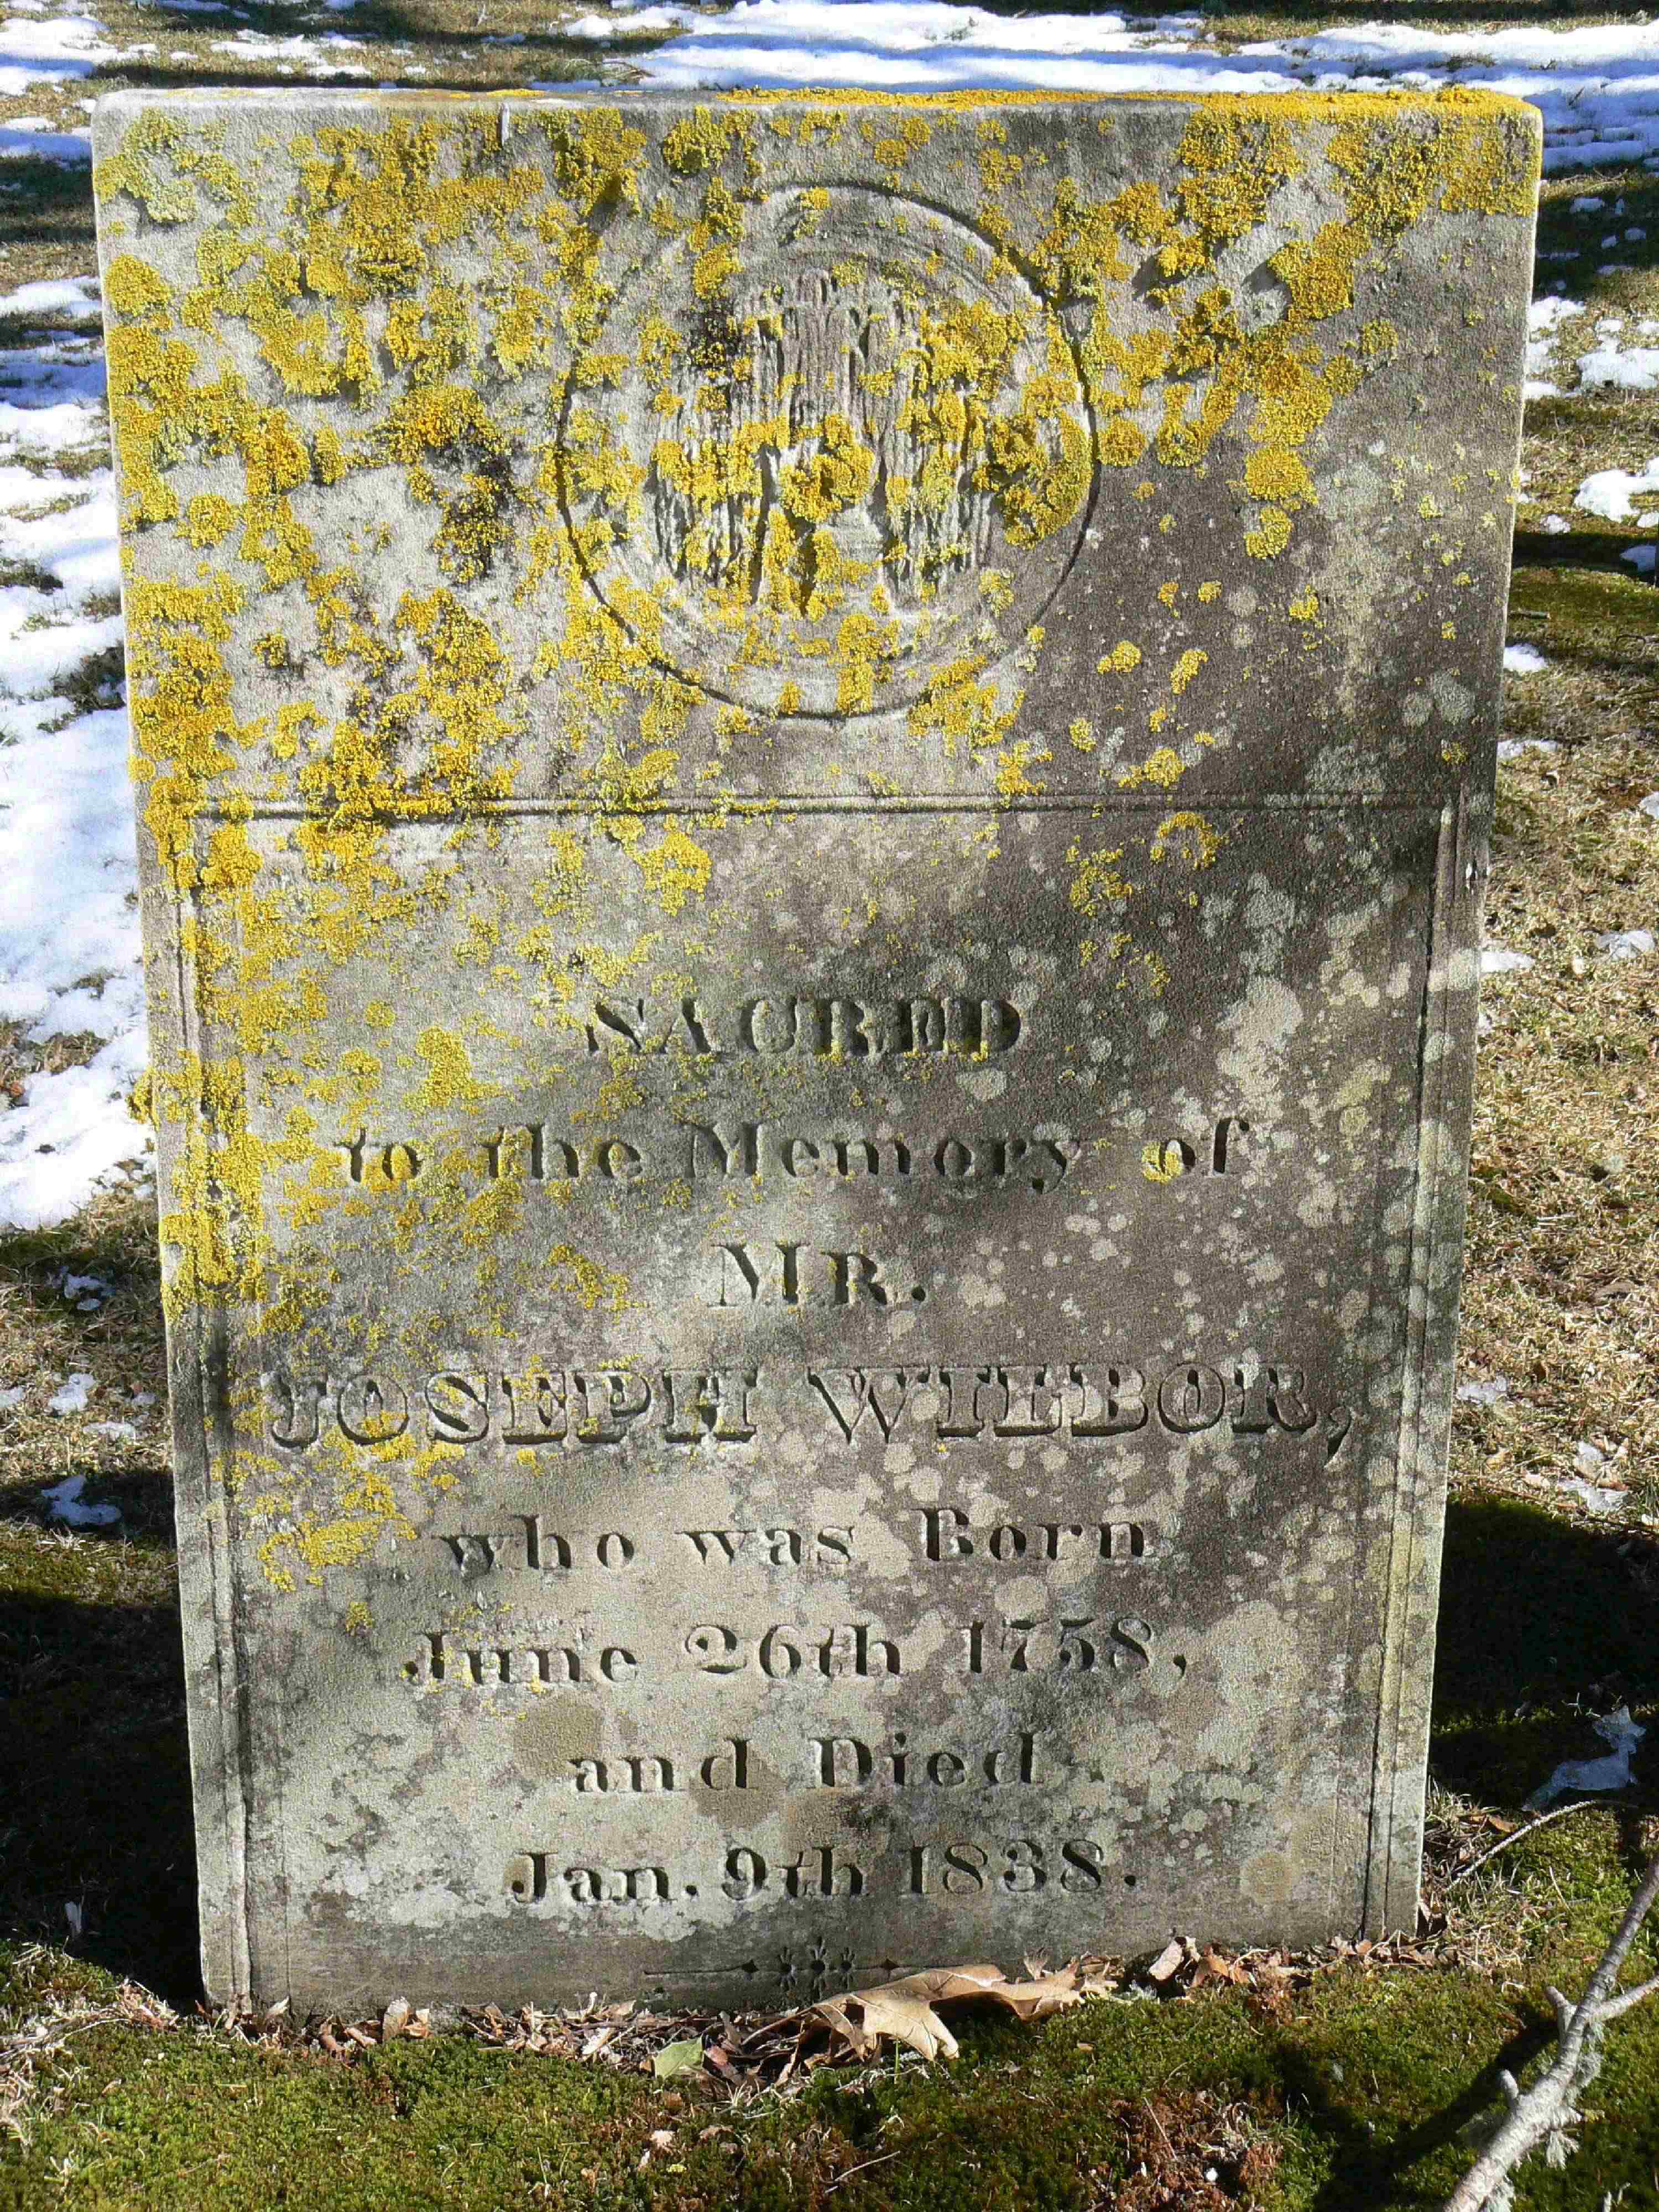 SACRED
to the Memory of
MR.
JOSEPH WILBOR,
who was Born
June 26th 1758,
and Died
Jan. 9th 1838.